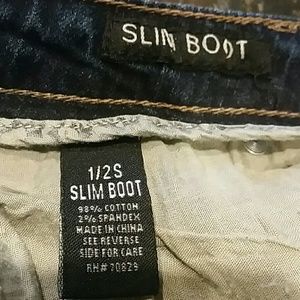 SLIM BOOT
1/2S
SLIM BOOT
98% COTTON
2% SPANDEX
MADE IN CHINA
SEE REVERSE
SIDE FOR CARE
RN# 70829